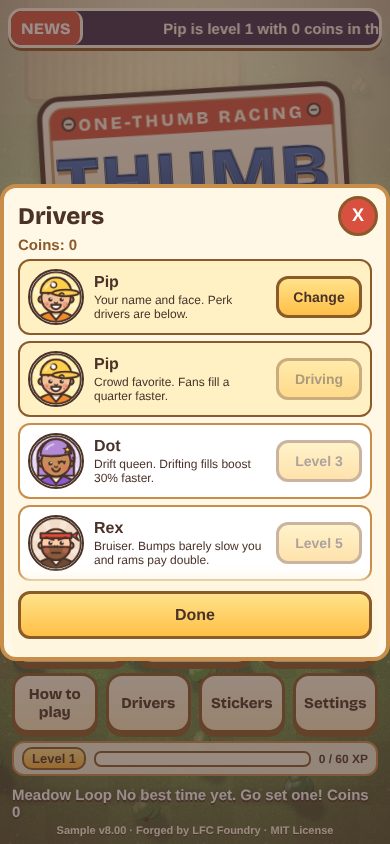 NEWS
Pip is level 1 with 0 coins in th
ONE-THUMB RACING
THUMB
Drivers
X
Coins: 0
Pip
Your name and face. Perk
drivers are below.
Change
Pip
Crowd favorite. Fans fill a
quarter faster.
Driving
Dot
Drift queen. Drifting fills boost
30% faster.
Level 3
Rex
Bruiser. Bumps barely slow you
and rams pay double.
Level 5
Done
How to
play
Drivers
Stickers
Settings
Level 1
0 / 60 XP
Meadow Loop No best time yet. Go set one! Coins
0
Sample v8.00 · Forged by LFC Foundry · MIT License